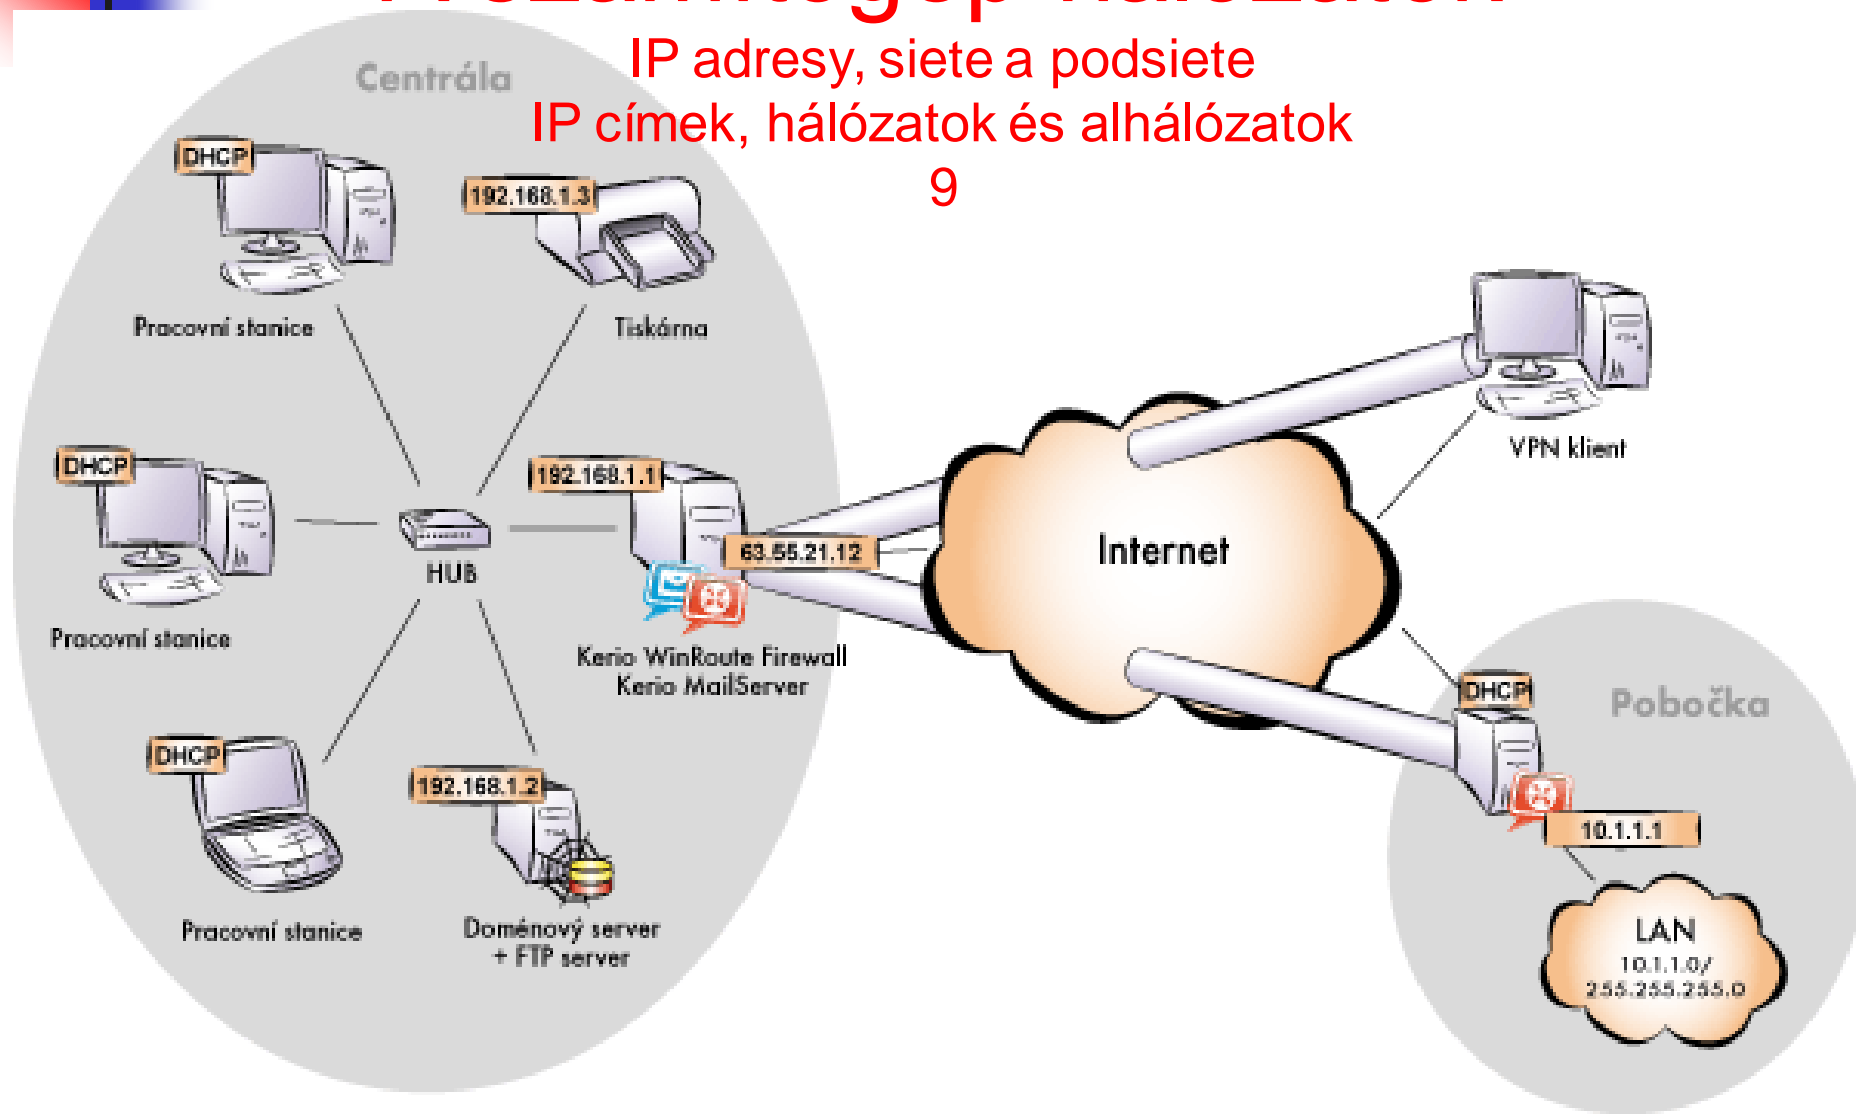 IP adresy, siete a podsiete
IP címek, hálózatok és alhálózatok
9
Centrála
DHCP
192.168.1.3
Pracovní stanice
Tiskárna
DHCP
192.168.1.1
63.55.21.12
HUB
Pracovní stanice
Kerio WinRoute Firewall
Kerio MailServer
DHCP
192.168.1.2
Pracovní stanice
Doménový server
+ FTP server
Internet
VPN klient
DHCP
Pobočka
10.1.1.1
LAN
10.1.1.0/
255.255.255.0